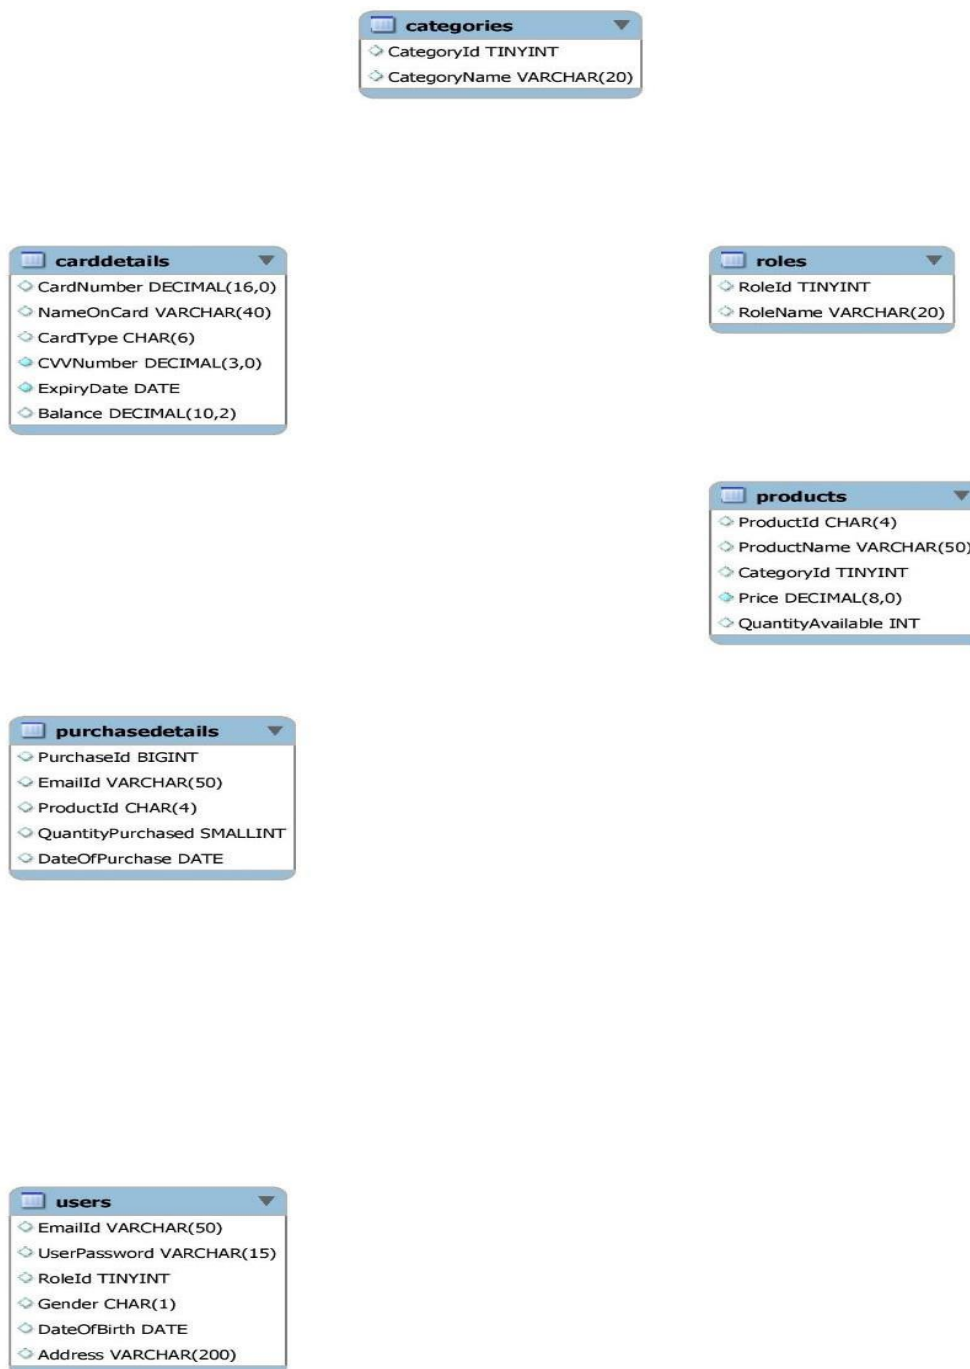 categories
CategoryId TINYINT
CategoryName VARCHAR(20)
carddetails
CardNumber DECIMAL(16,0)
NameOnCard VARCHAR(40)
CardType CHAR(6)
CVVNumber DECIMAL(3,0)
ExpiryDate DATE
Balance DECIMAL(10,2)
roles
RoleId TINYINT
RoleName VARCHAR(20)
products
ProductId CHAR(4)
ProductName VARCHAR(50)
CategoryId TINYINT
Price DECIMAL(8,0)
QuantityAvailable INT
purchasedetails
PurchaseId BIGINT
EmailId VARCHAR(50)
ProductId CHAR(4)
QuantityPurchased SMALLINT
DateOfPurchase DATE
users
EmailId VARCHAR(50)
UserPassword VARCHAR(15)
RoleId TINYINT
Gender CHAR(1)
DateOfBirth DATE
Address VARCHAR(200)